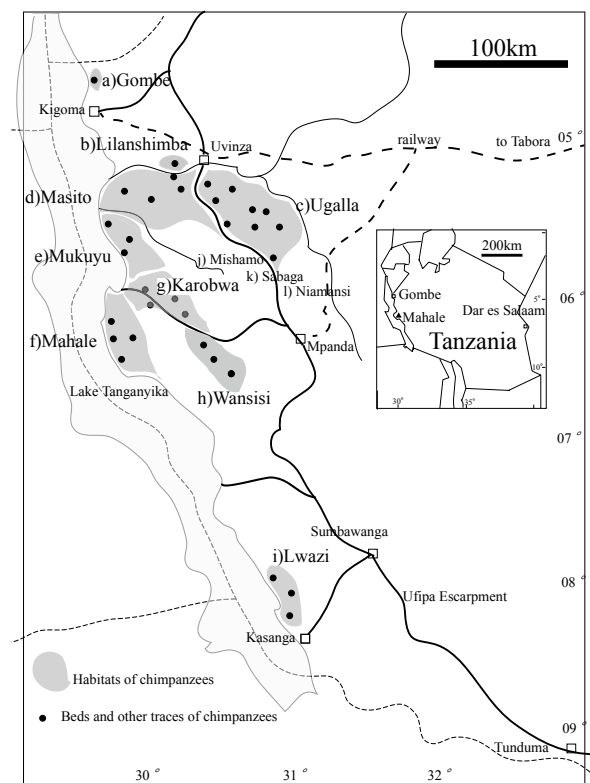 100km
a)Gombe
Kigoma
b)Lilanshimba
Uvinza
railway
to Tabora
05 °
d)Masito
c)Ugalla
e)Mukuyu
j) Mishamo
k) Sabaga
g)Karobwa
l) Niamansi
06 °
f)Mahale
Mpanda
h)Wansisi
Lake Tanganyika
200km
Gombe
5°
Mahale
Dar es Salaam
Tanzania
10°
30°
35°
07 °
Sumbawanga
i)Lwazi
08 °
Ufipa Escarpment
Kasanga
Habitats of chimpanzees
Beds and other traces of chimpanzees
09 °
Tunduma
30 °
31 °
32 °